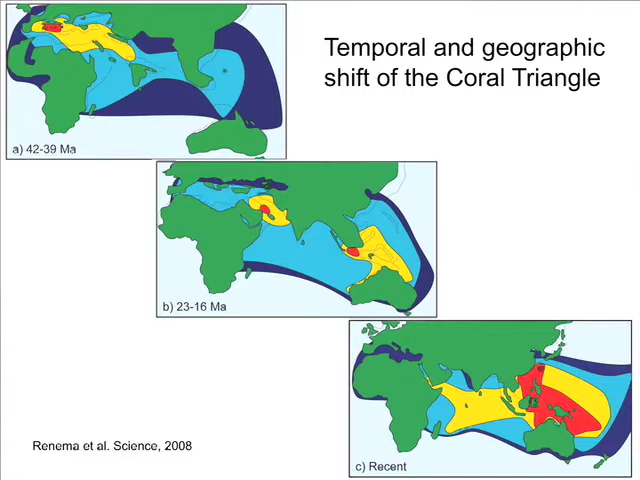 Temporal and geographic
shift of the Coral Triangle
a) 42-39 Ma
b) 23-16 Ma
c) Recent
Renema et al. Science, 2008